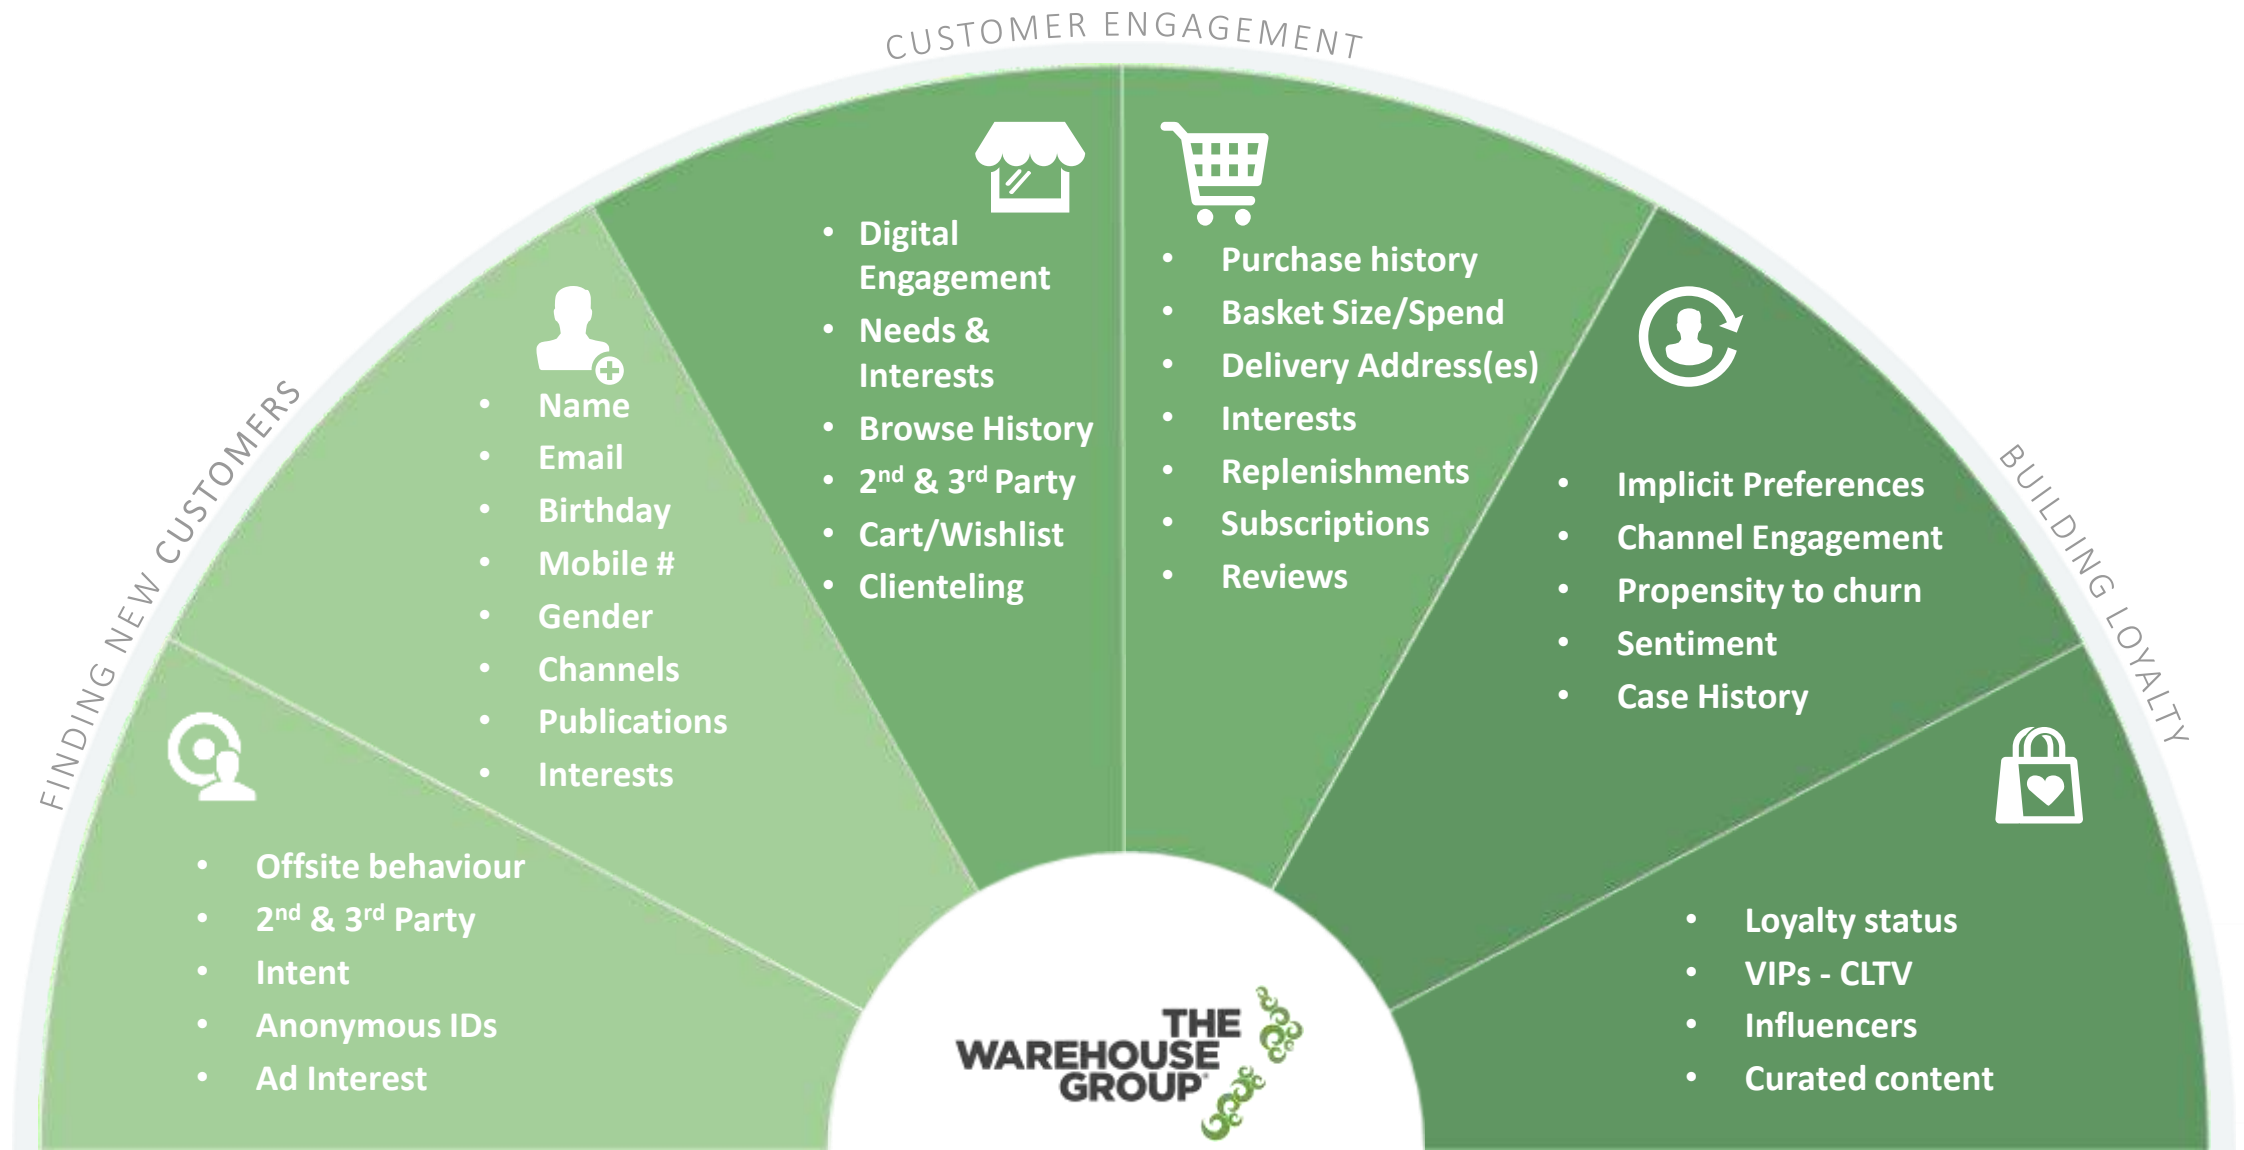 CUSTOMER ENGAGEMENT
FINDING NEW CUSTOMERS
BUILDING LOYALTY
• Offsite behaviour
• 2nd & 3rd Party
• Intent
• Anonymous IDs
• Ad Interest
• Name
• Email
• Birthday
• Mobile #
• Gender
• Channels
• Publications
• Interests
• Digital
Engagement
• Needs &
Interests
• Browse History
• 2nd & 3rd Party
• Cart/Wishlist
• Clienteling
• Purchase history
• Basket Size/Spend
• Delivery Address(es)
• Interests
• Replenishments
• Subscriptions
• Reviews
• Implicit Preferences
• Channel Engagement
• Propensity to churn
• Sentiment
• Case History
• Loyalty status
• VIPs - CLTV
• Influencers
• Curated content
THE
WAREHOUSE
GROUP